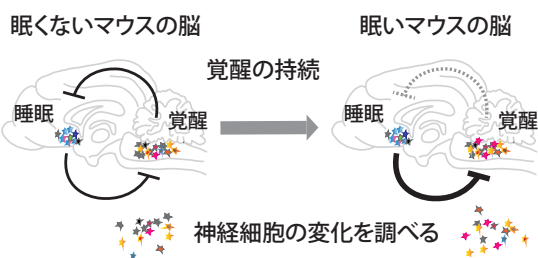 眠くないマウスの脳
眠いマウスの脳
覚醒の持続
睡眠
覚醒
睡眠
覚醒
神経細胞の変化を調べる